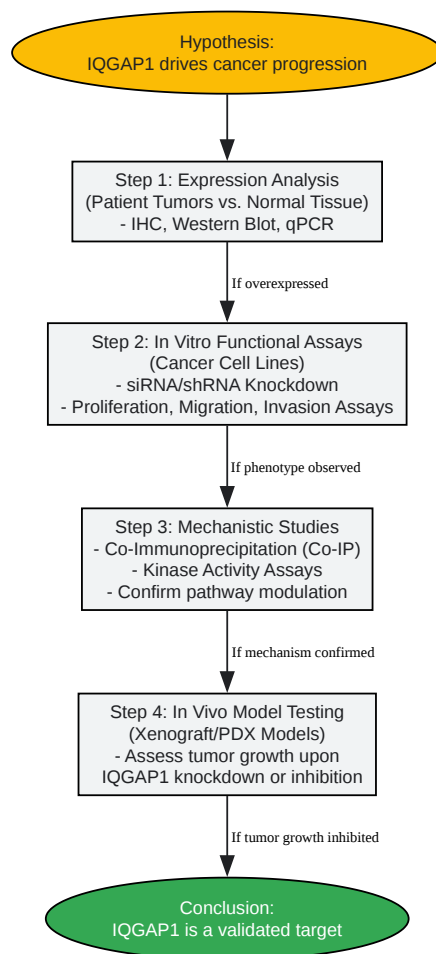 Hypothesis:
IQGAP1 drives cancer progression
Step 1: Expression Analysis
(Patient Tumors vs. Normal Tissue)
- IHC, Western Blot, qPCR
If overexpressed
Step 2: In Vitro Functional Assays
(Cancer Cell Lines)
- siRNA/shRNA Knockdown
- Proliferation, Migration, Invasion Assays
If phenotype observed
Step 3: Mechanistic Studies
- Co-Immunoprecipitation (Co-IP)
- Kinase Activity Assays
- Confirm pathway modulation
If mechanism confirmed
Step 4: In Vivo Model Testing
(Xenograft/PDX Models)
- Assess tumor growth upon
IQGAP1 knockdown or inhibition
If tumor growth inhibited
Conclusion:
IQGAP1 is a validated target